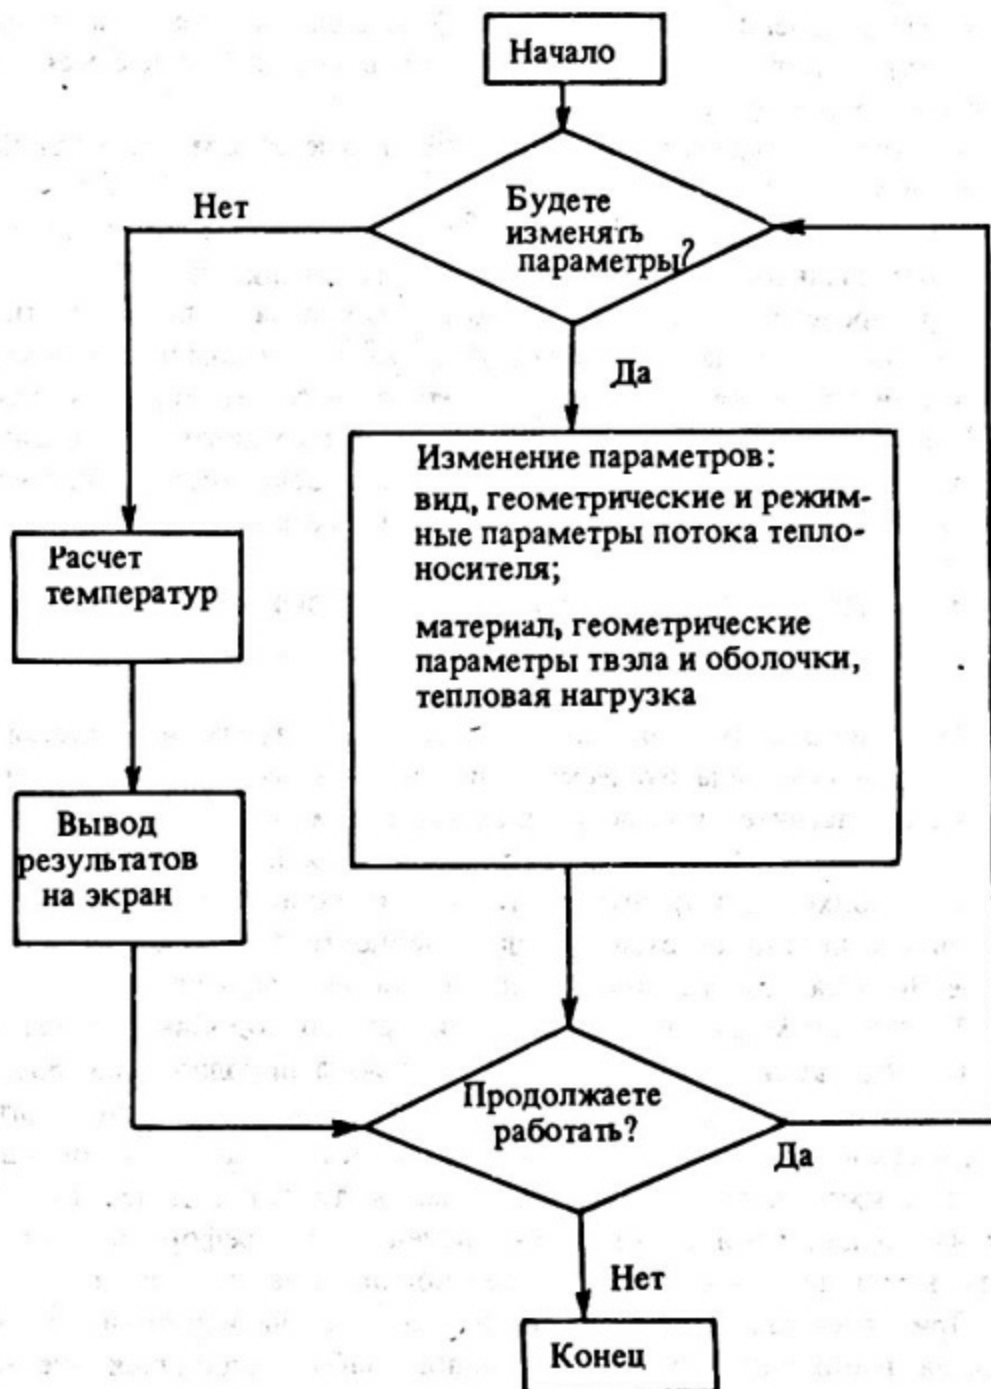 Начало
Будете
изменять
параметры?
Нет
Да
Изменение параметров:
вид, геометрические и режим-
ные параметры потока тепло-
носителя;
материал, геометрические
параметры твэла и оболочки,
тепловая нагрузка
Расчет
температур
Вывод
результатов
на экран
Продолжаете
работать?
Да
Нет
Конец